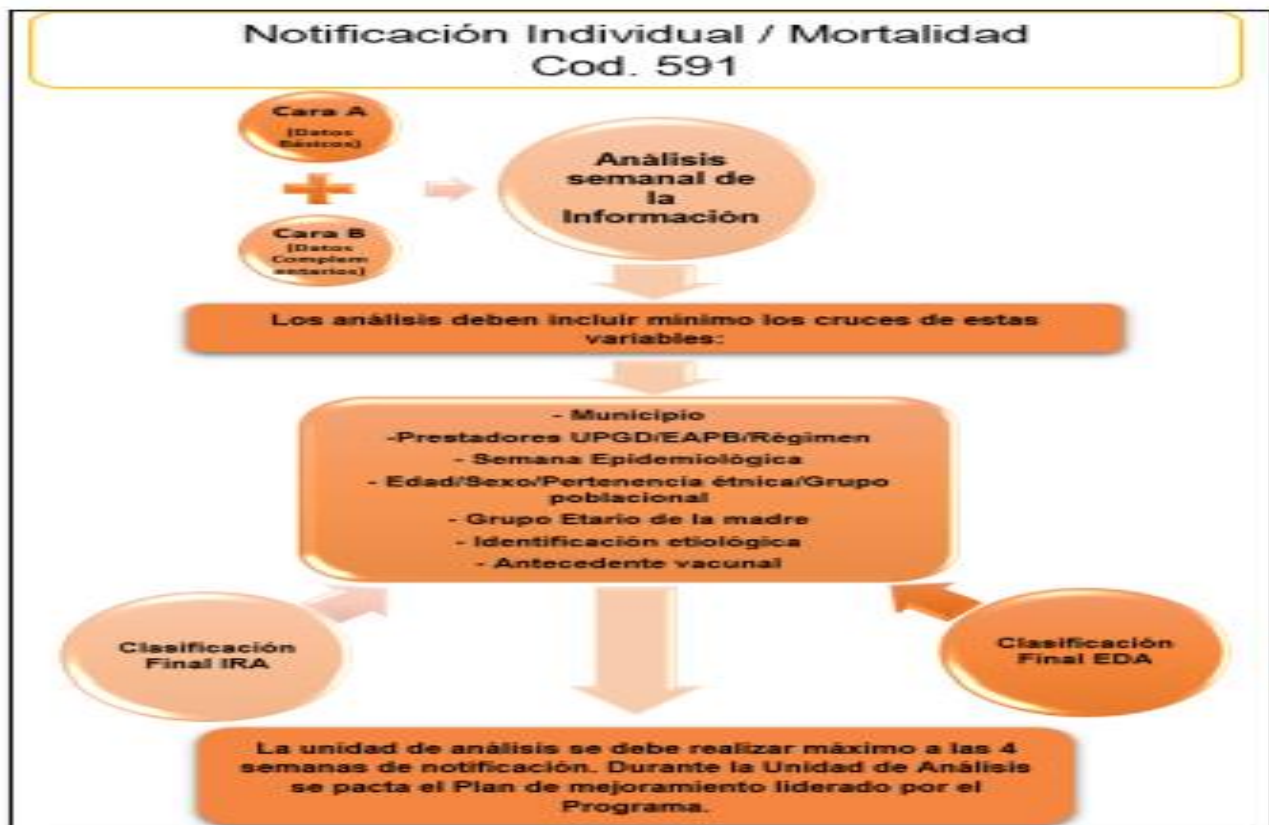 Notificación Individual / Mortalidad
Cod. 591
Cara A
(Datos
Básicos)
Cara B
(Datos
Complem
entarios)
Análisis
semanal de
la
Información
Los análisis deben incluir mínimo los cruces de estas
variables:
- Municipio
-Prestadores UPGD/EAPB/Régimen
- Semana Epidemiológica
- Edad/Sexo/Pertenencia étnica/Grupo
poblacional
- Grupo Etario de la madre
- Identificación etiológica
- Antecedente vacunal
Clasificación
Final IRA
Clasificación
Final EDA
La unidad de análisis se debe realizar máximo a las 4
semanas de notificación. Durante la Unidad de Análisis
se pacta el Plan de mejoramiento liderado por el
Programa.